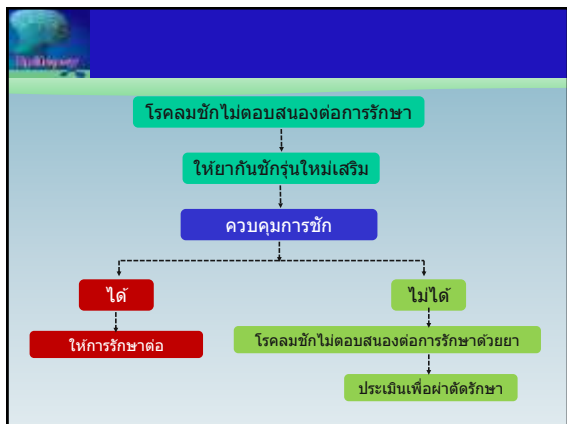 โรคลมชักไม่ตอบสนองต่อการรักษา
ให้ยากันชักรุ่นใหม่เสริม
ควบคุมการชัก
ได้
ไม่ได้
ให้การรักษาต่อ
โรคลมชักไม่ตอบสนองต่อการรักษาด้วยยา
ประเมินเพื่อผ่าตัดรักษา